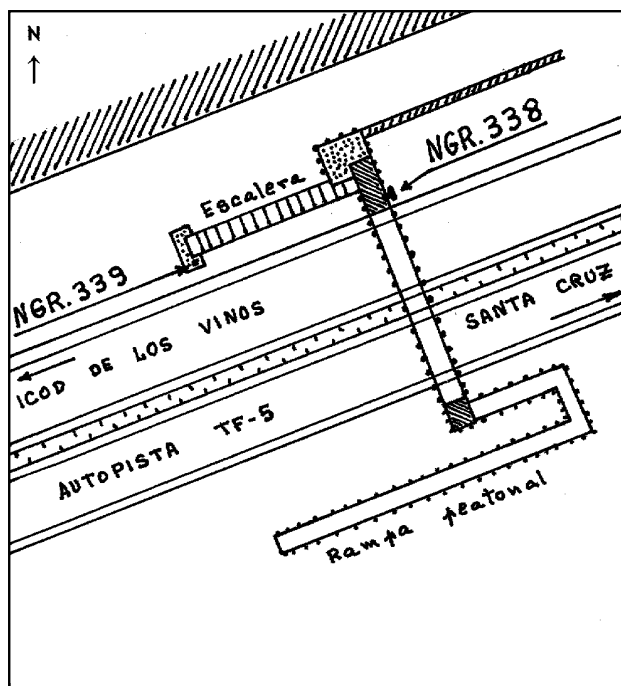 N
NGR.338
Escalera
NGR.339
ICOD DE LOS VINOS
SANTA CRUZ
AUTOPISTA TF-5
Rampa peatonal